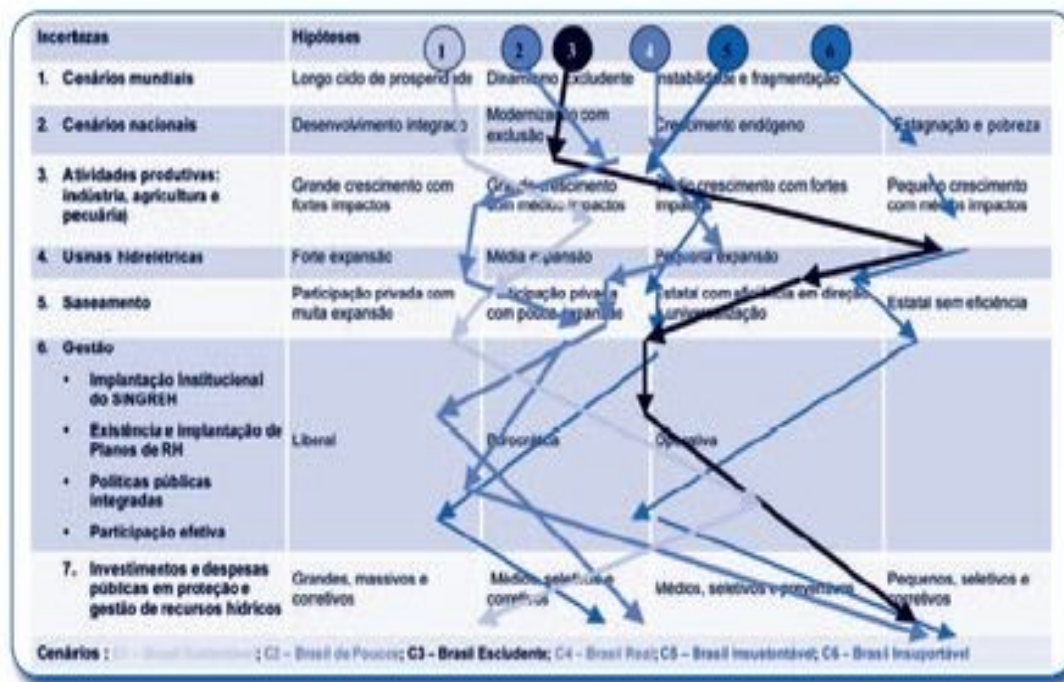 Incertezas Hipóteses 1 2 3 4 5 6
1. Cenários mundiais Longo ciclo de prosperidade Dinamismo excludente Instabilidade e fragmentação
2. Cenários nacionais Desenvolvimento integrado Modernização com Crescimento endógeno Estagnação e pobreza
exclusão
3. Atividades produtivas:
indústria, agricultura e
pecuária)
Grande crescimento com
fortes impactos
Grande crescimento
com médios impactos
Médio crescimento com fortes
impactos
Pequeno crescimento
com médios impactos
4. Usinas hidrelétricas Forte expansão Média expansão Pequena expansão
5. Saneamento
Participação privada com
muita expansão
Participação privada
com pouca expansão
Estatal com eficiência em direção
universalização
Estatal sem eficiência
6. Gestão
• Implantação Institucional
do SINGREH
• Existência e Implantação de
Planos de RH
• Políticas públicas
integradas
• Participação efetiva
Liberal Burocrática Operativa
7. Investimentos e despesas
públicas em proteção e
gestão de recursos hídricos
Grandes, massivos e
corretivos
Médios, seletivos e
corretivos
Médios, seletivos e preventivos
Pequenos, seletivos e
corretivos
Cenários : ; C2 – Brasil de Poucos; C3 - Brasil Excludente; C4 - Brasil Real; C5 – Brasil Insustentável; C6 - Brasil Insuportável